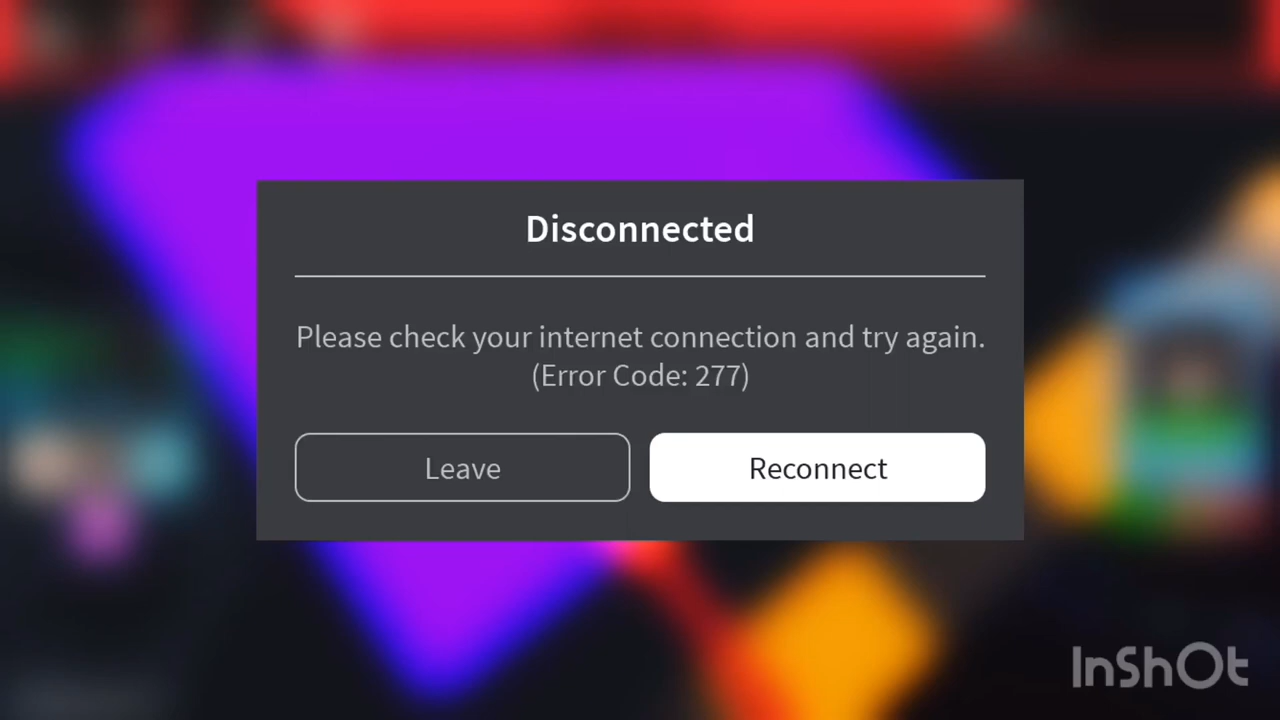 Disconnected
Please check your internet connection and try again.
(Error Code: 277)
Leave
Reconnect
InShOt